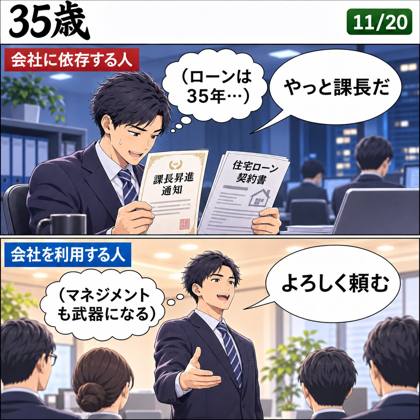 35歳
11/20
会社に依存する人
(ローンは
35年…)
やっと課長だ
課長昇進
通知
住宅ローン
契約書
会社を利用する人
(マネジメント
も武器になる)
よろしく頼む